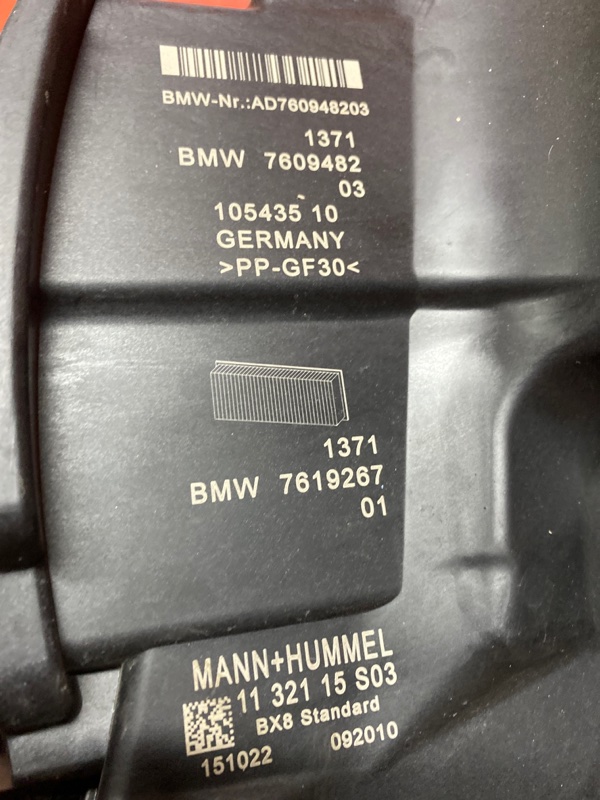 BMW-Nr.:AD760948203
1371
BMW 7609482
03
105435 10
GERMANY
>PP-GF30<
1371
BMW 7619267
01
MANN+HUMMEL
11 321 15 S03
BX8 Standard
151022 092010